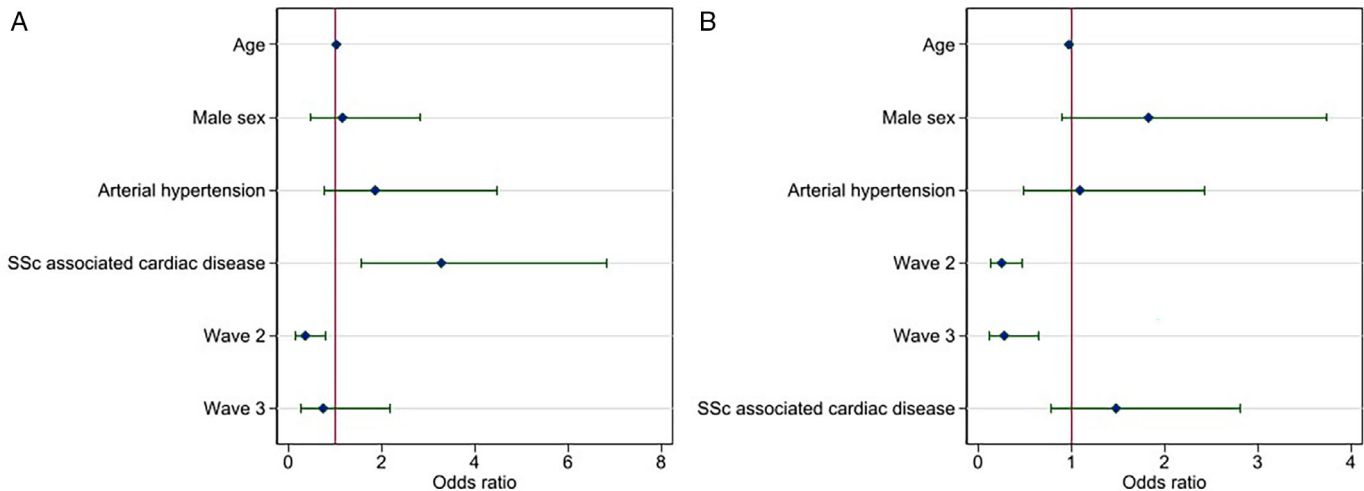 A
Age
Male sex
Arterial hypertension
SSc associated cardiac disease
Wave 2
Wave 3
0 2 4 6 8
Odds ratio
B
Age
Male sex
Arterial hypertension
Wave 2
Wave 3
SSc associated cardiac disease
0 1 2 3 4
Odds ratio